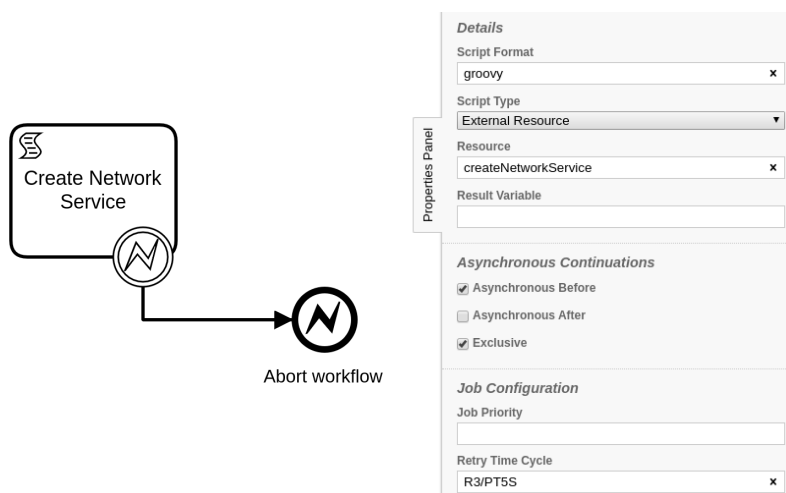 Create Network
Service
Abort workflow
Properties Panel
Details
Script Format
groovy
Script Type
External Resource
Resource
createNetworkService
Result Variable
Asynchronous Continuations
Asynchronous Before
Asynchronous After
Exclusive
Job Configuration
Job Priority
Retry Time Cycle
R3/PT5S